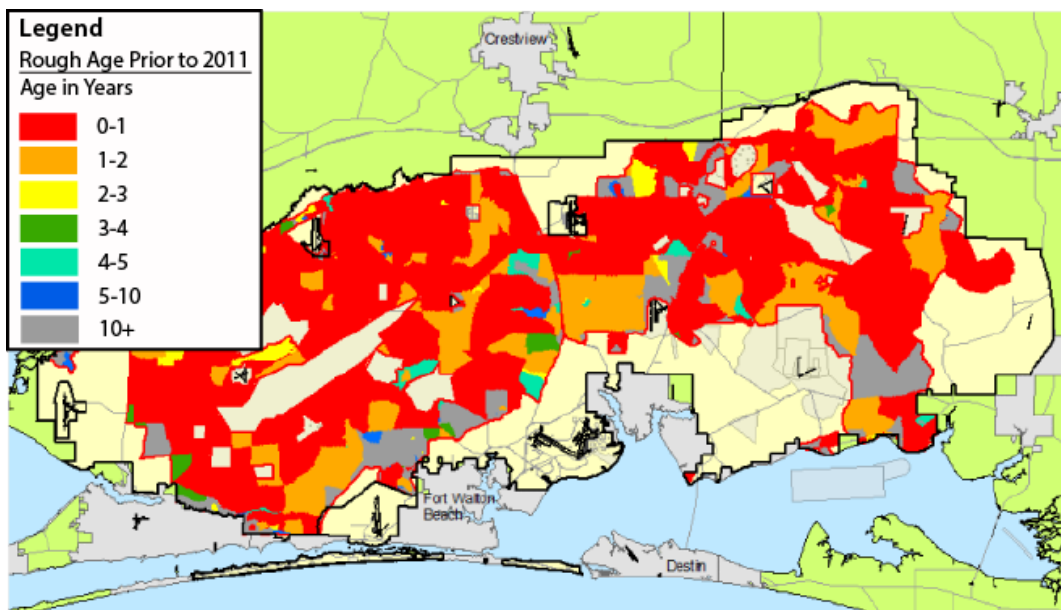 Legend
Rough Age Prior to 2011
Age in Years
0-1
1-2
2-3
3-4
4-5
5-10
10+
Crestview
Fort Walton
Beach
Destin